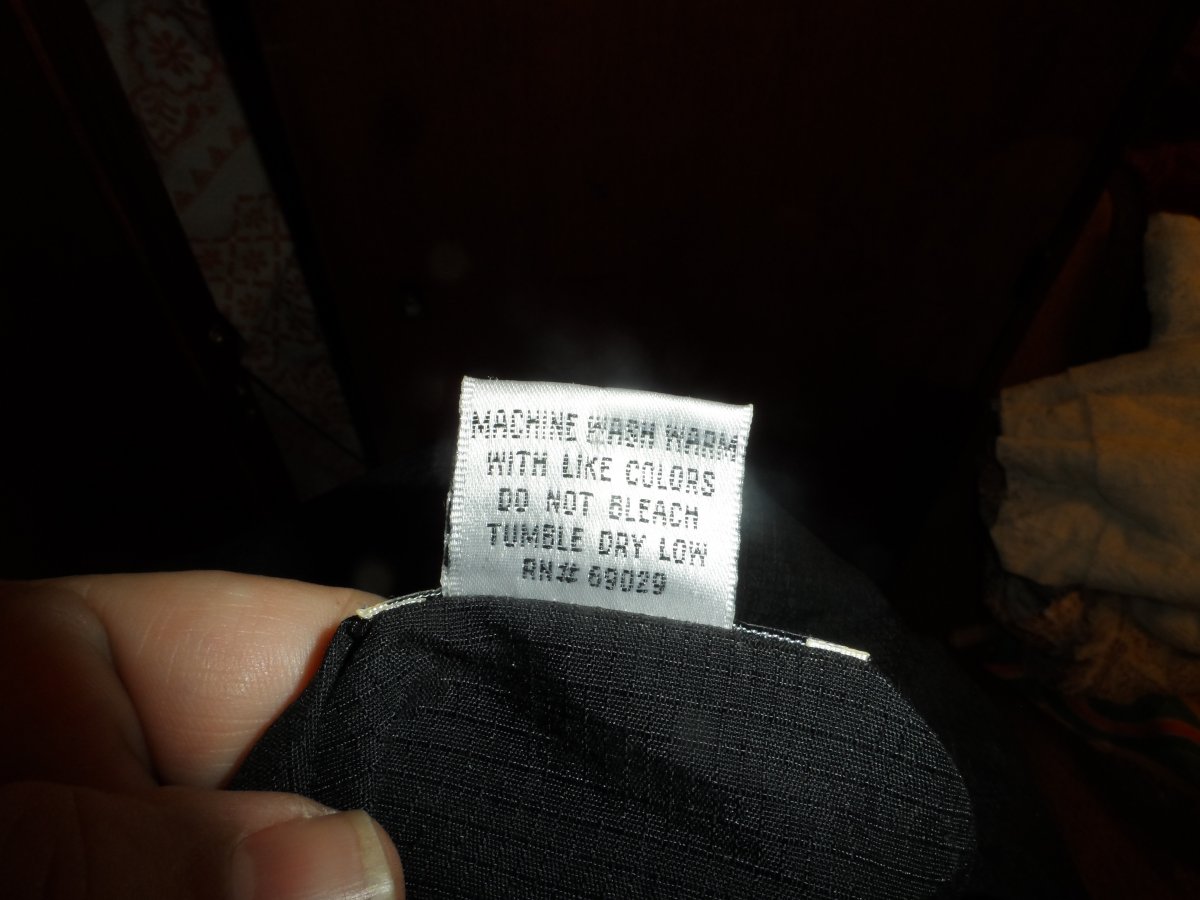 MACHINE WASH WARM
WITH LIKE COLORS
DO NOT BLEACH
TUMBLE DRY LOW
RN# 69029